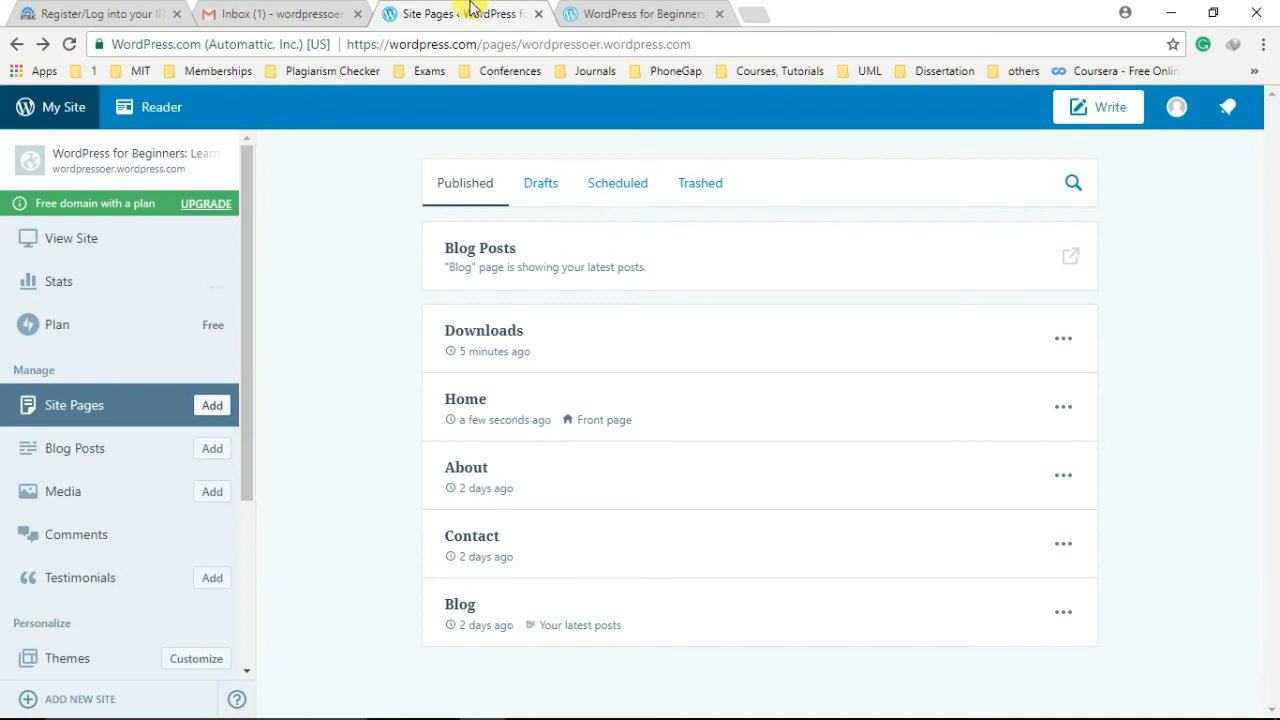 Register/Log into your II
Inbox (1) - wordpressoer
Site Pages ‹ WordPress fo
WordPress for Beginners:
WordPress.com (Automattic, Inc.) [US]
https://wordpress.com/pages/wordpressoer.wordpress.com
Apps
1
MIT
Memberships
Plagiarism Checker
Exams
Conferences
Journals
PhoneGap
Courses, Tutorials
UML
Dissertation
others
Coursera - Free Onlin
»
My Site
Reader
Write
WordPress for Beginners: Learn
wordpressoer.wordpress.com
Free domain with a plan
UPGRADE
View Site
Stats
Plan
Free
Manage
Site Pages
Add
Blog Posts
Add
Media
Add
Comments
Testimonials
Add
Personalize
Themes
Customize
ADD NEW SITE
Published
Drafts
Scheduled
Trashed
Blog Posts
"Blog" page is showing your latest posts.
Downloads
5 minutes ago
Home
a few seconds ago
Front page
About
2 days ago
Contact
2 days ago
Blog
2 days ago
Your latest posts